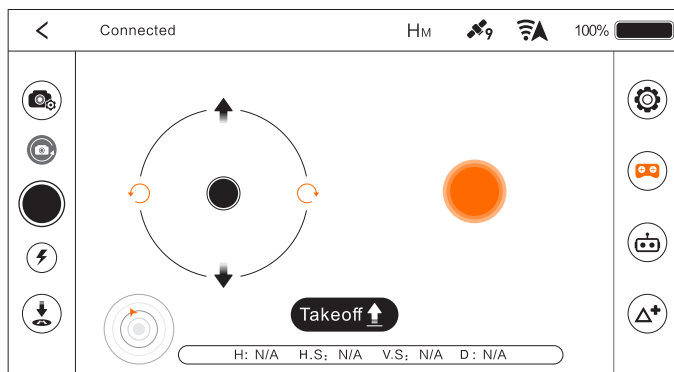 Connected HM 9 100%
Takeoff
H: N/A H.S: N/A V.S: N/A D: N/A